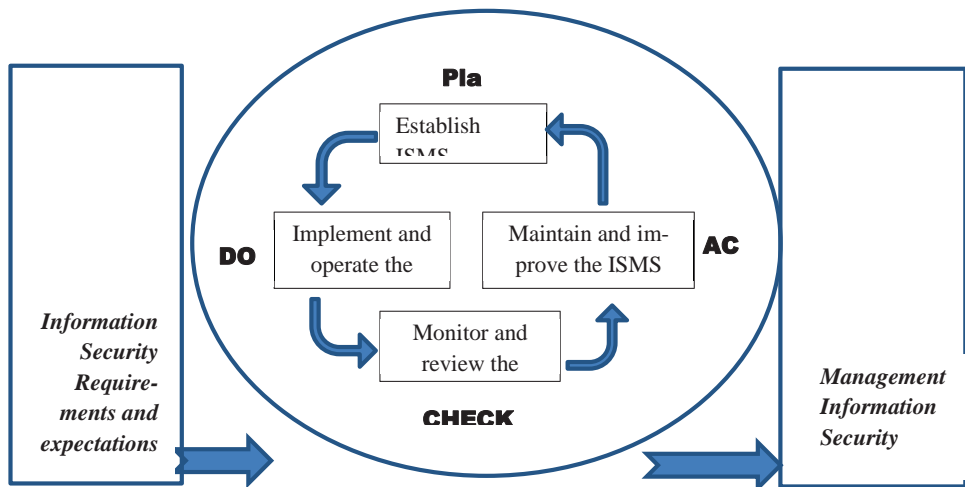 Pla
Establish
ISMS
DO
Implement and
operate the
Maintain and im-
prove the ISMS
AC
Monitor and
review the
CHECK
Information
Security
Require-
ments and
expectations
Management
Information
Security